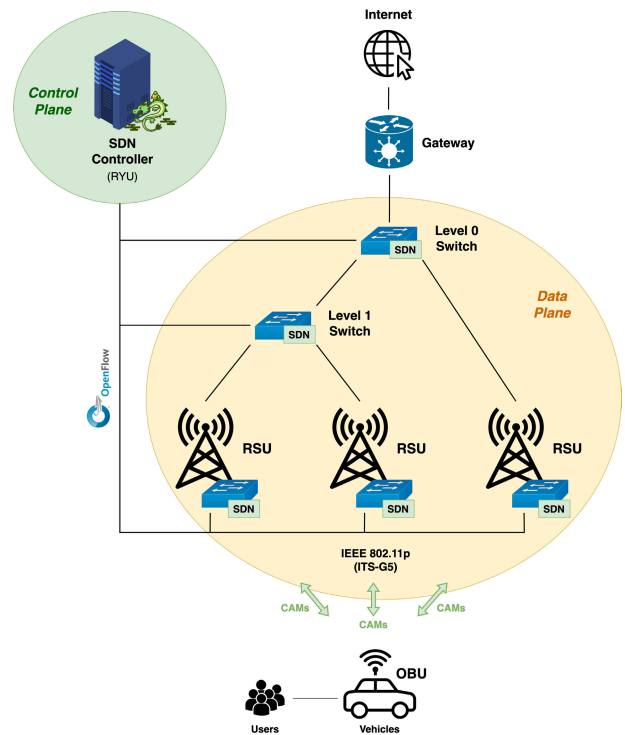 Internet
Control
Plane
SDN
Controller
(RYU)
Gateway
Level 0
Switch
SDN
Data
Plane
Level 1
Switch
SDN
OpenFlow
RSU
RSU
RSU
SDN
SDN
SDN
IEEE 802.11p
(ITS-G5)
CAMs
CAMs
CAMs
OBU
Users
Vehicles